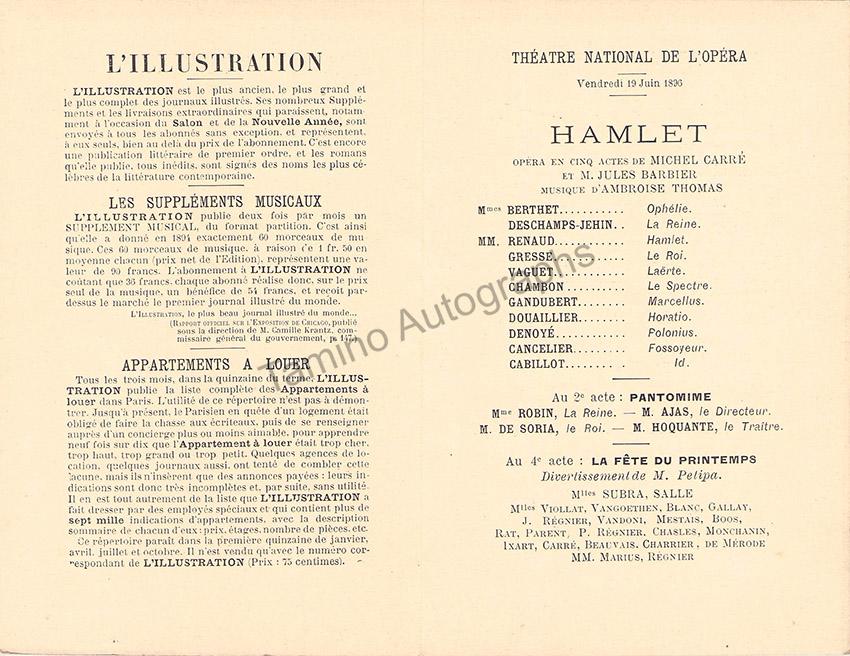 L'ILLUSTRATION
L'ILLUSTRATION est le plus ancien, le plus grand et
le plus complet des journaux illustrés. Ses nombreux Supplé-
ments et les livraisons extraordinaires qui paraissent, notam-
ment à l'occasion du Salon et de la Nouvelle Année, sont
envoyés à tous les abonnés sans exception, et représentent,
à eux seuls, bien au delà du prix de l'abonnement. C'est encore
une publication littéraire de premier ordre, et les romans
qu'elle publie, tous inédits, sont signés des noms les plus cé-
lèbres de la littérature contemporaine.
LES SUPPLÉMENTS MUSICAUX
L'ILLUSTRATION publie deux fois par mois un
SUPPLEMENT MUSICAL, du format partition. C'est ainsi
qu'elle a donné en 1894 exactement 60 morceaux de mu-
sique. Ces 60 morceaux de musique, à raison de 1 fr. 50 en
moyenne chacun (prix net de l'Edition), représentent une va-
leur de 90 francs. L'abonnement à L'ILLUSTRATION ne
coûtant que 36 francs, chaque abonné réalise donc, sur le prix
seul de la musique, un bénéfice de 54 francs, et reçoit par-
dessus le marché le premier journal illustré du monde.
L'ILLUSTRATION, le plus beau journal illustré du monde...
(RAPPORT OFFICIEL SUR L'EXPOSITION DE CHICAGO, publié
sous la direction de M. Camille Krantz, com-
missaire général du gouvernement, p. 147.)
APPARTEMENTS A LOUER
Tous les trois mois, dans la quinzaine du terme, L'ILLUS-
TRATION publie la liste complète des Appartements à
louer dans Paris. L'utilité de ce répertoire n'est pas à démon-
trer. Jusqu'à présent, le Parisien en quête d'un logement était
obligé de faire la chasse aux écriteaux, puis de se renseigner
auprès d'un concierge plus ou moins aimable, pour apprendre
neuf fois sur dix que l'Appartement à louer était trop cher,
trop haut, trop grand ou trop petit. Quelques agences de lo-
cation, quelques journaux aussi, ont tenté de combler cette
lacune, mais ils n'insèrent que des annonces payées : leurs in-
dications sont donc très incomplètes et, par suite, sans utilité.
Il en est tout autrement de la liste que L'ILLUSTRATION a
fait dresser par des employés spéciaux et qui contient plus de
sept mille indications d'appartements, avec la description
sommaire de chacun d'eux : prix, étages, nombre de pièces, etc.
Ce répertoire paraît dans la première quinzaine de janvier,
avril, juillet et octobre. Il n'est vendu qu'avec le numéro cor-
respondant de L'ILLUSTRATION (Prix : 75 centimes).
THÉATRE NATIONAL DE L'OPÉRA
Vendredi 19 Juin 1896
HAMLET
OPÉRA EN CINQ ACTES DE MICHEL CARRÉ
ET M. JULES BARBIER
MUSIQUE D'AMBROISE THOMAS
Mmes BERTHET........... Ophélie.
DESCHAMPS-JEHIN.. La Reine.
MM. RENAUD........... Hamlet.
GRESSE............ Le Roi.
VAGUET........... Laërte.
CHAMBON.......... Le Spectre.
GANDUBERT....... Marcellus.
DOUAILLIER....... Horatio.
DENOYÉ........... Polonius.
CANCELIER........ Fossoyeur.
CABILLOT......... Id.
Au 2e acte : PANTOMIME
Mme ROBIN, La Reine. — M. AJAS, le Directeur.
M. DE SORIA, le Roi. — M. HOQUANTE, le Traître.
Au 4e acte : LA FÊTE DU PRINTEMPS
Divertissement de M. Petipa.
Mlles SUBRA, SALLE
Mlles VIOLLAT, VANGOETHEN, BLANC, GALLAY,
J. RÉGNIER, VANDONI, MESTAIS, BOOS,
RAT, PARENT, P. RÉGNIER, CHASLES, MONCHANIN,
IXART, CARRÉ, BEAUVAIS, CHARRIER, DE MÉRODE
MM. MARIUS, RÉGNIER
Tamino Autographs